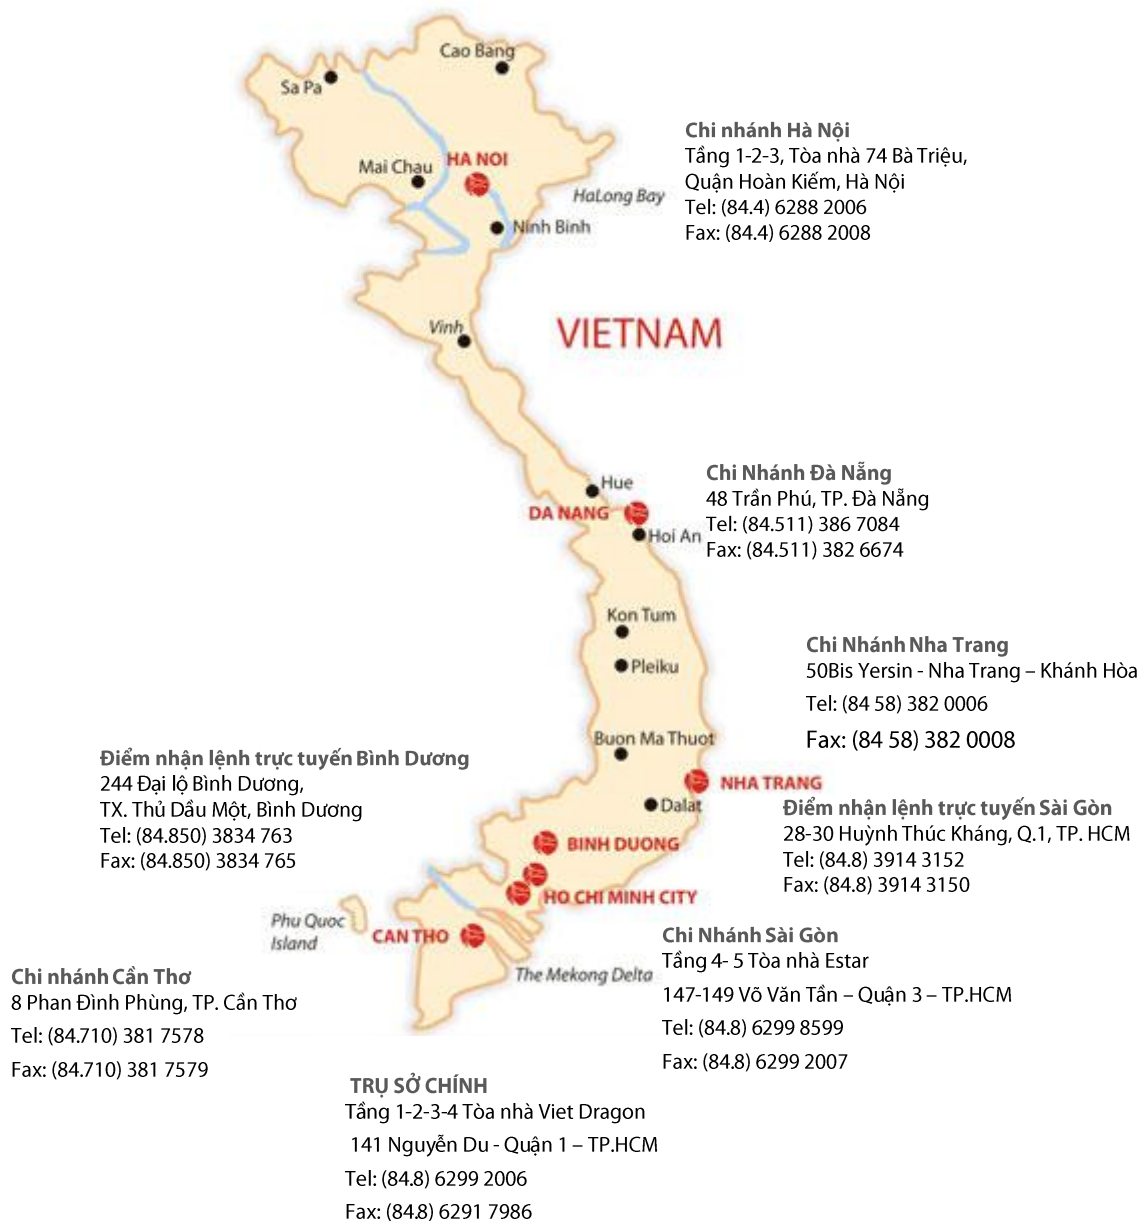 Cao Bang
Sa Pa
Chi nhánh Hà Nội
Tầng 1-2-3, Tòa nhà 74 Bà Triệu,
Quận Hoàn Kiếm, Hà Nội
Tel: (84.4) 6288 2006
Fax: (84.4) 6288 2008
HA NOI
Mai Chau
HaLong Bay
Ninh Binh
Vinh
VIETNAM
Chi Nhánh Đà Nẵng
48 Trần Phú, TP. Đà Nẵng
Tel: (84.511) 386 7084
Fax: (84.511) 382 6674
Hue
DA NANG
Hoi An
Kon Tum
Pleiku
Chi Nhánh Nha Trang
50Bis Yersin - Nha Trang – Khánh Hòa
Tel: (84 58) 382 0006
Fax: (84 58) 382 0008
Buon Ma Thuot
Điểm nhận lệnh trực tuyến Bình Dương
244 Đại lộ Bình Dương,
TX. Thủ Dầu Một, Bình Dương
Tel: (84.850) 3834 763
Fax: (84.850) 3834 765
NHA TRANG
Dalat
Điểm nhận lệnh trực tuyến Sài Gòn
28-30 Huỳnh Thúc Kháng, Q.1, TP. HCM
Tel: (84.8) 3914 3152
Fax: (84.8) 3914 3150
BINH DUONG
HO CHI MINH CITY
Phu Quoc
Island
CAN THO
The Mekong Delta
Chi Nhánh Sài Gòn
Tầng 4- 5 Tòa nhà Estar
147-149 Võ Văn Tần – Quận 3 – TP.HCM
Tel: (84.8) 6299 8599
Fax: (84.8) 6299 2007
Chi nhánh Cần Thơ
8 Phan Đình Phùng, TP. Cần Thơ
Tel: (84.710) 381 7578
Fax: (84.710) 381 7579
TRỤ SỞ CHÍNH
Tầng 1-2-3-4 Tòa nhà Viet Dragon
141 Nguyễn Du - Quận 1 – TP.HCM
Tel: (84.8) 6299 2006
Fax: (84.8) 6291 7986